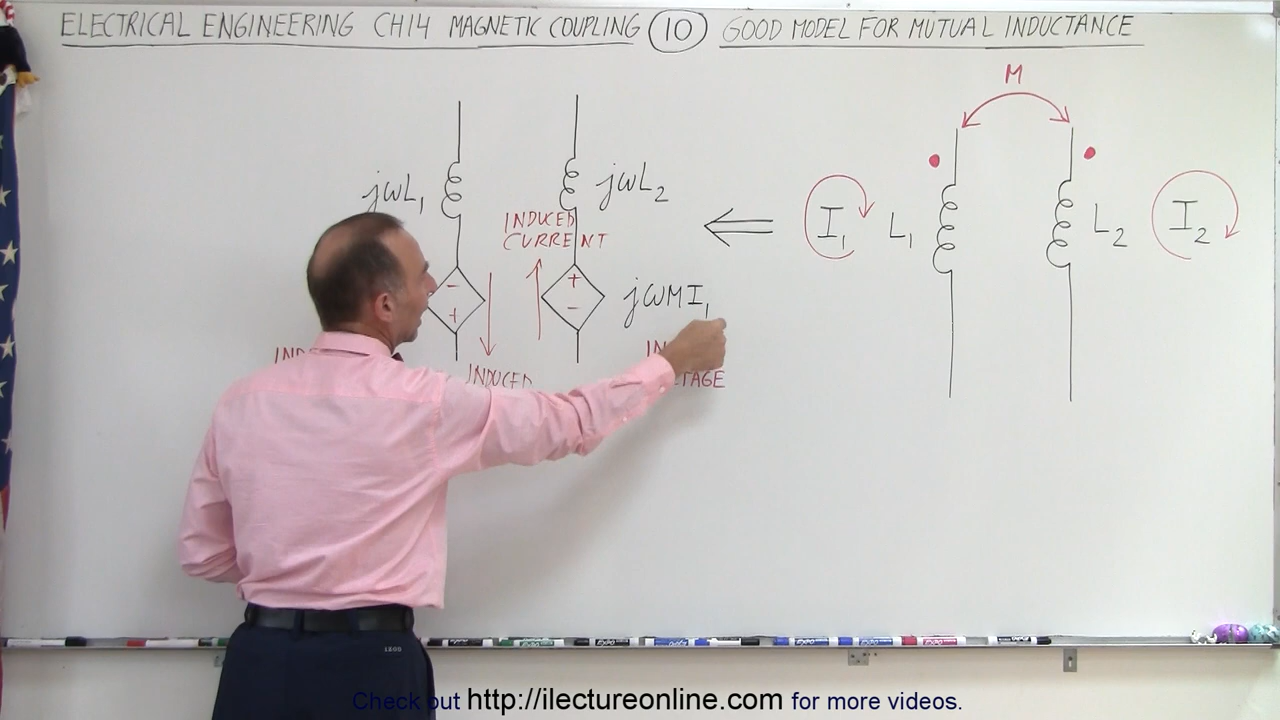 ELECTRICAL ENGINEERING CH14 MAGNETIC COUPLING 10 GOOD MODEL FOR MUTUAL INDUCTANCE
M
jωL₁
jωL₂
INDUCED
CURRENT
I₁
L₁
L₂
I₂
-
+
+
-
jωMI₁
INDUCED
Check out http://ilectureonline.com for more videos.